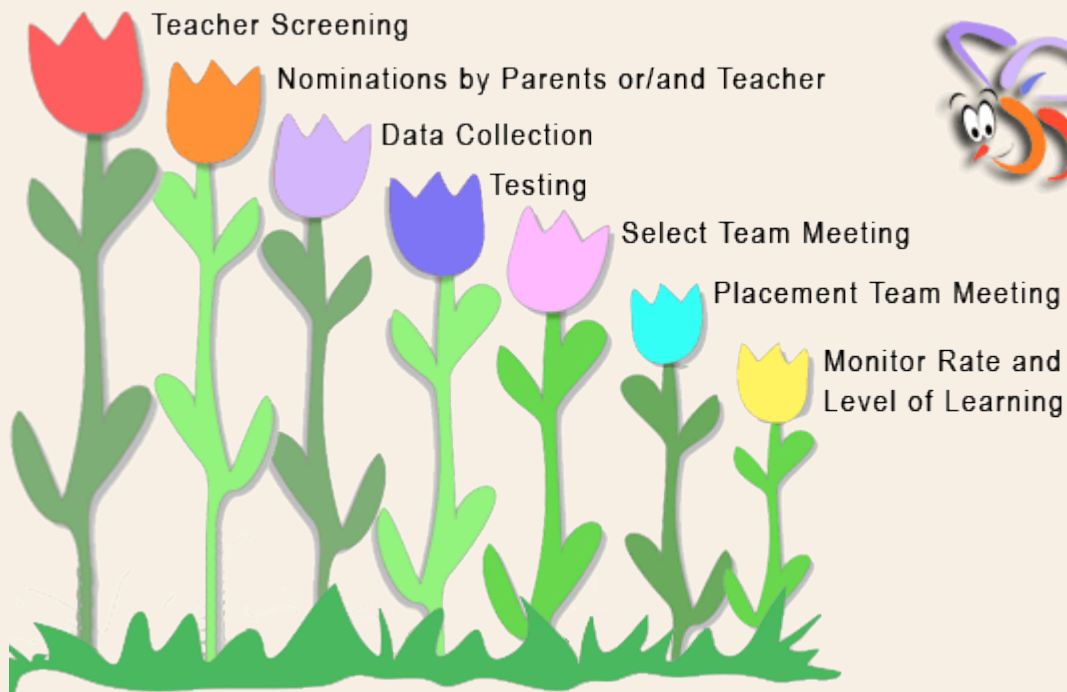 Teacher Screening
Nominations by Parents or/and Teacher
Data Collection
Testing
Select Team Meeting
Placement Team Meeting
Monitor Rate and
Level of Learning